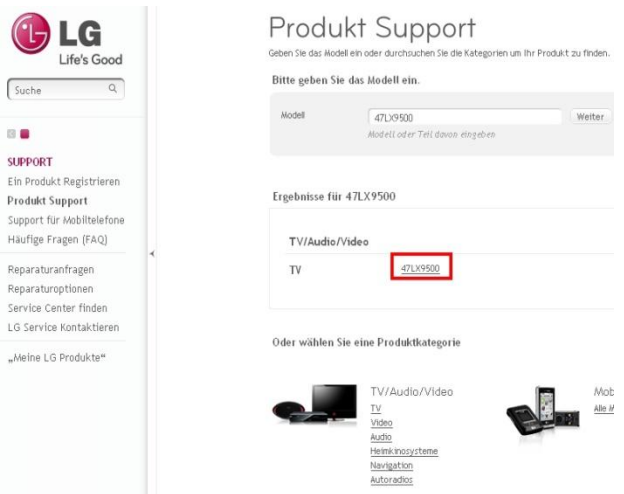 LG
Life's Good
Suche
SUPPORT
Ein Produkt Registrieren
Produkt Support
Support für Mobiltelefone
Häufige Fragen (FAQ)
Reparaturanfragen
Reparaturoptionen
Service Center finden
LG Service Kontaktieren
„Meine LG Produkte“
Produkt Support
Geben Sie das Modell ein oder durchsuchen Sie die Kategorien um Ihr Produkt zu finden.
Bitte geben Sie das Modell ein.
Modell 47LX9500 Weiter
Modell oder Teil davon eingeben
Ergebnisse für 47LX9500
TV/Audio/Video
TV 47LX9500
Oder wählen Sie eine Produktkategorie
TV/Audio/Video
TV
Video
Audio
Heimkinosysteme
Navigation
Autoradios
Mob
Alle M